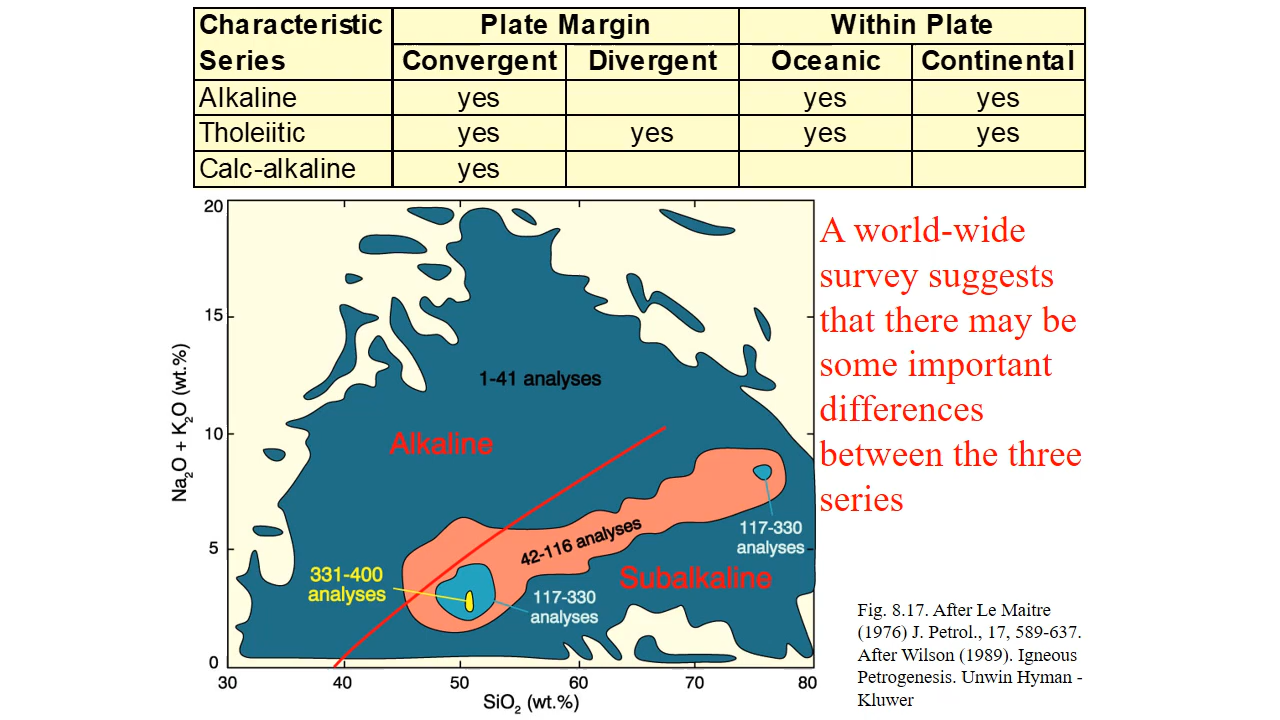 Characteristic Series Plate Margin Within Plate
Convergent Divergent Oceanic Continental
Alkaline yes yes yes
Tholeiitic yes yes yes yes
Calc-alkaline yes
20
15
10
5
0
Na2O + K2O (wt.%)
1-41 analyses
Alkaline
42-116 analyses
117-330
analyses
Subalkaline
331-400
analyses
117-330
analyses
30 40 50 60 70 80
SiO2 (wt.%)
A world-wide
survey suggests
that there may be
some important
differences
between the three
series
Fig. 8.17. After Le Maitre
(1976) J. Petrol., 17, 589-637.
After Wilson (1989). Igneous
Petrogenesis. Unwin Hyman -
Kluwer